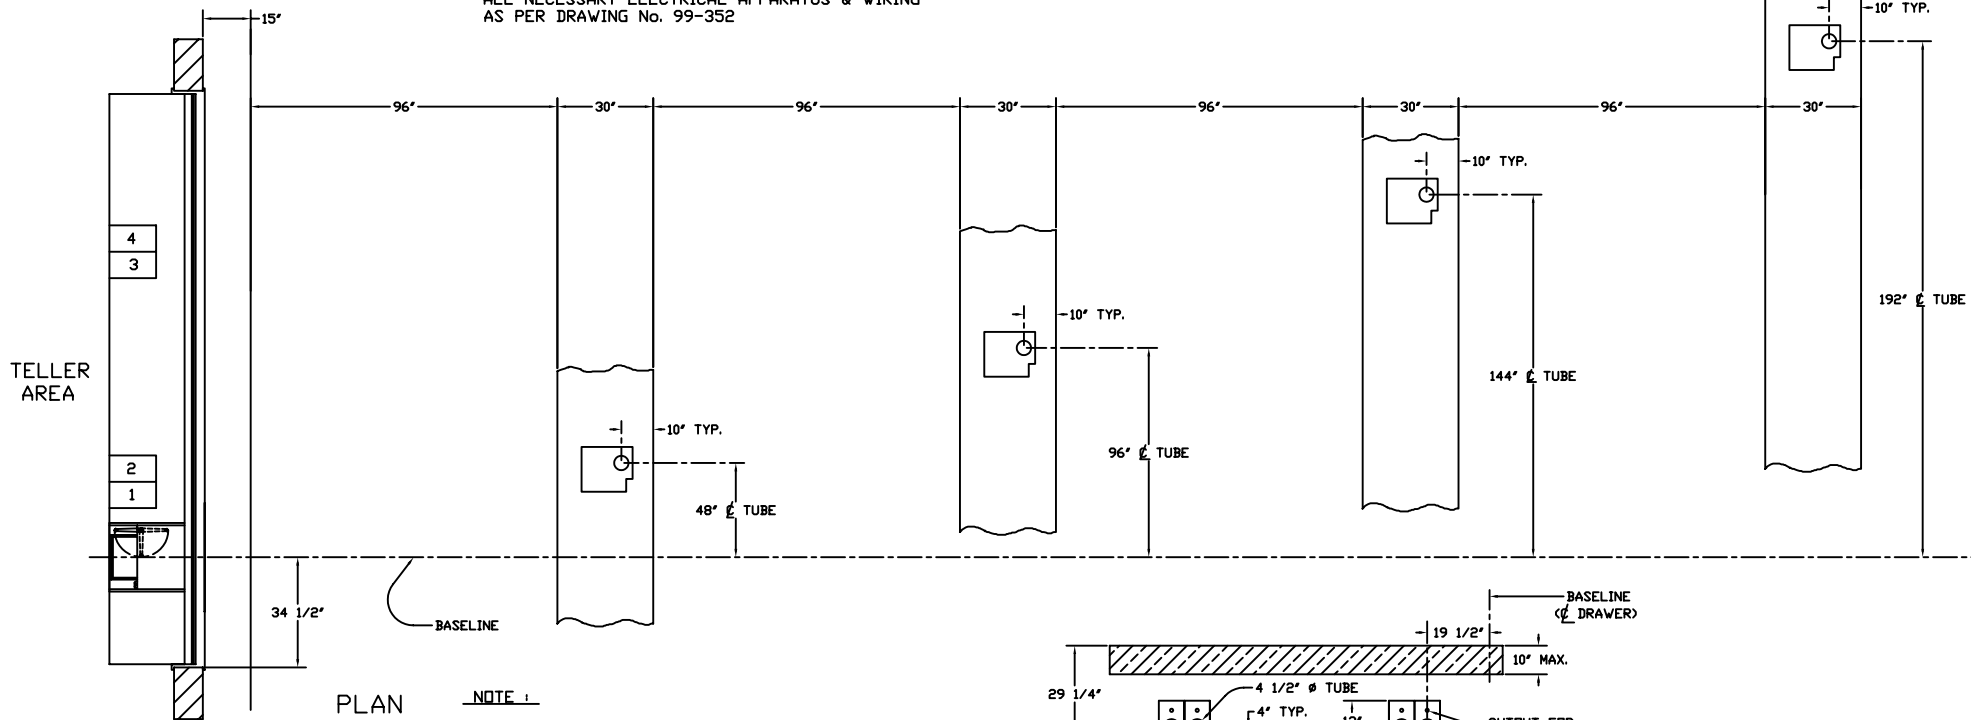 ALL NECESSARY ELECTRICAL APPARATUS & WIRING
AS PER DRAWING No. 99-352
15"
10" TYP.
96"
30"
96"
30"
96"
30"
96"
30"
10" TYP.
4
3
192" ℄ TUBE
10" TYP.
TELLER
AREA
144" ℄ TUBE
10" TYP.
96" ℄ TUBE
2
1
48" ℄ TUBE
34 1/2"
BASELINE
BASELINE
(℄ DRAWER)
19 1/2"
10" MAX.
29 1/4"
4 1/2" ø TUBE
4" TYP.
12"
PLAN
NOTE :